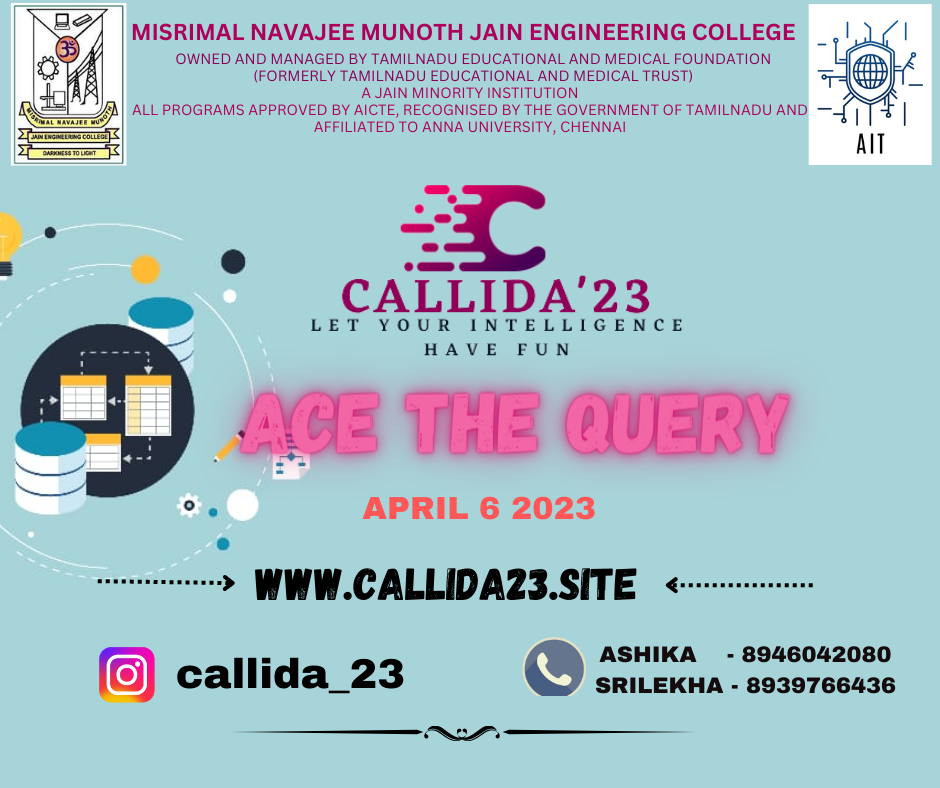 MISRIMAL NAVAJEE MUNOTH JAIN ENGINEERING COLLEGE
OWNED AND MANAGED BY TAMILNADU EDUCATIONAL AND MEDICAL FOUNDATION
(FORMERLY TAMILNADU EDUCATIONAL AND MEDICAL TRUST)
A JAIN MINORITY INSTITUTION
ALL PROGRAMS APPROVED BY AICTE, RECOGNISED BY THE GOVERNMENT OF TAMILNADU AND
AFFILIATED TO ANNA UNIVERSITY, CHENNAI
ॐ
MISRIMAL NAVAJEE MUNOTH
JAIN ENGINEERING COLLEGE
DARKNESS TO LIGHT
AIT
C
CALLIDA'23
LET YOUR INTELLIGENCE
HAVE FUN
ACE THE QUERY
APRIL 6 2023
WWW.CALLIDA23.SITE
callida_23
ASHIKA - 8946042080
SRILEKHA - 8939766436